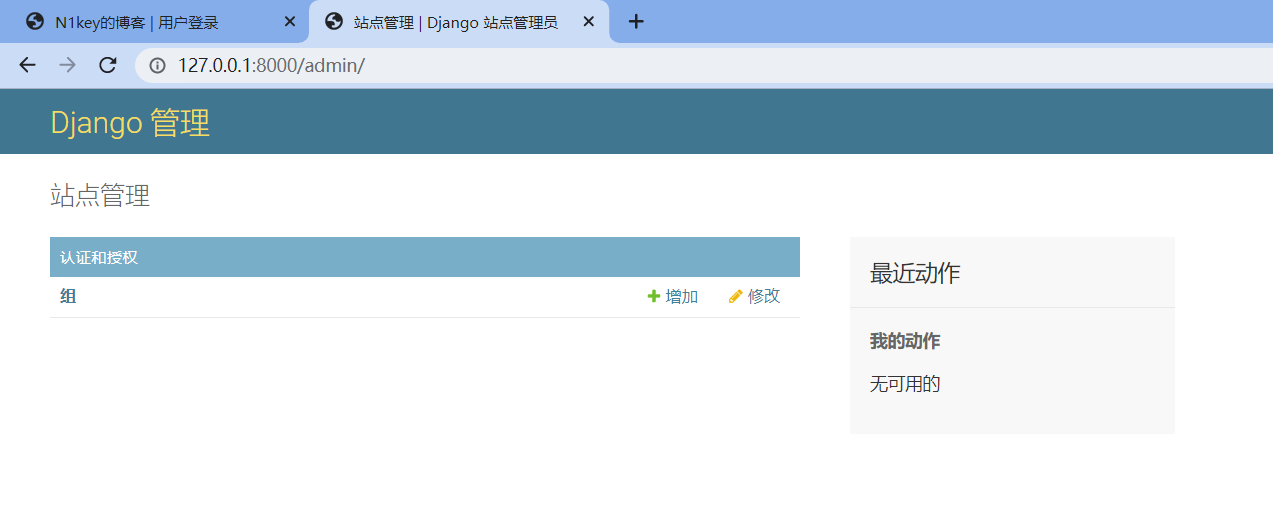 N1key的博客 | 用户登录
站点管理 | Django 站点管理员
127.0.0.1:8000/admin/
Django 管理
站点管理
认证和授权
组
增加
修改
最近动作
我的动作
无可用的